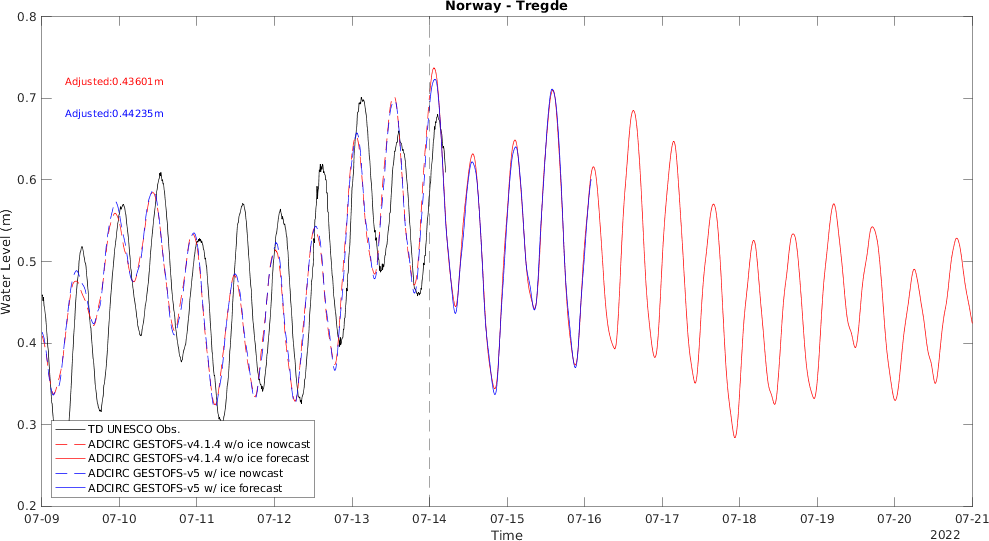 Norway - Tregde
0.8
0.7
0.6
0.5
0.4
0.3
0.2
Water Level (m)
Adjusted:0.43601m
Adjusted:0.44235m
TD UNESCO Obs.
ADCIRC GESTOFS-v4.1.4 w/o ice nowcast
ADCIRC GESTOFS-v4.1.4 w/o ice forecast
ADCIRC GESTOFS-v5 w/ ice nowcast
ADCIRC GESTOFS-v5 w/ ice forecast
07-09 07-10 07-11 07-12 07-13 07-14 07-15 07-16 07-17 07-18 07-19 07-20 07-21
Time
2022